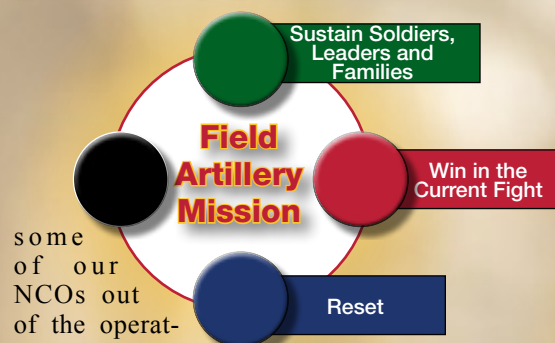 Sustain Soldiers,
Leaders and
Families
Field
Artillery
Mission
Win in the
Current Fight
some
of our
NCOs out
of the operat-
Reset